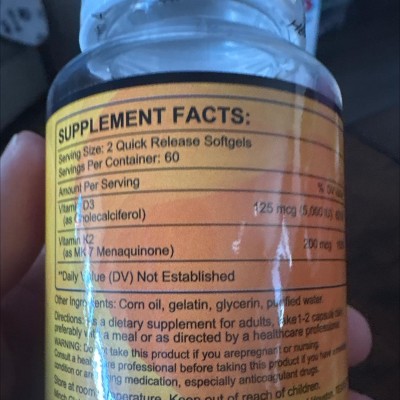 SUPPLEMENT FACTS:
Serving Size: 2 Quick Release Softgels
Servings Per Container: 60
Amount Per Serving % DV
Vitamin D3
(as Cholecalciferol) 125 mcg (5,000 IU)
Vitamin K2
(as MK-7 Menaquinone) 200 mcg
**Daily Value (DV) Not Established
Other Ingredients: Corn oil, gelatin, glycerin, purified water.
Directions: As a dietary supplement for adults, take 1-2 capsule
preferably with a meal or as directed by a healthcare professional
WARNING: Do not take this product if you are pregnant or nursing.
Consult a healthcare professional before taking this product if you have a
condition or are taking medication, especially anticoagulant drugs.
Store at room temperature. Keep out of reach of children.